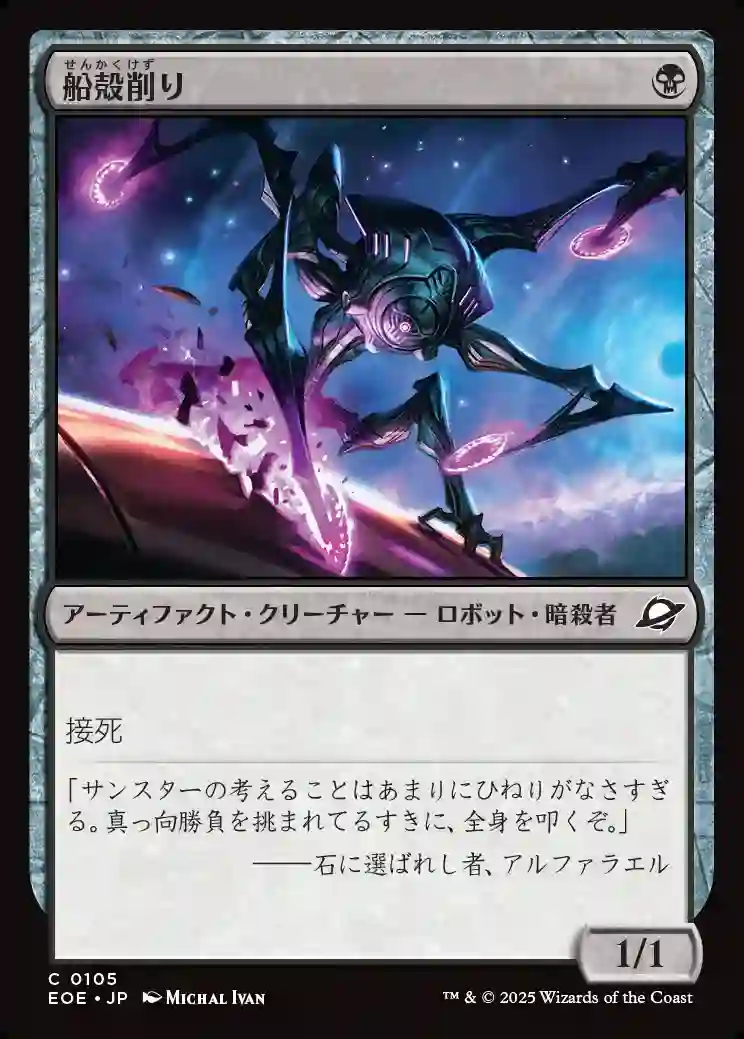 せんかくけず
船殻削り
アーティファクト・クリーチャー — ロボット・暗殺者
接死
「サンスターの考えることはあまりにひねりがなさすぎ
る。真っ向勝負を挑まれてるすきに、全身を叩くぞ。」
——石に選ばれし者、アルファラエル
1/1
C 0105
EOE • JP MICHAL IVAN
™ & © 2025 Wizards of the Coast